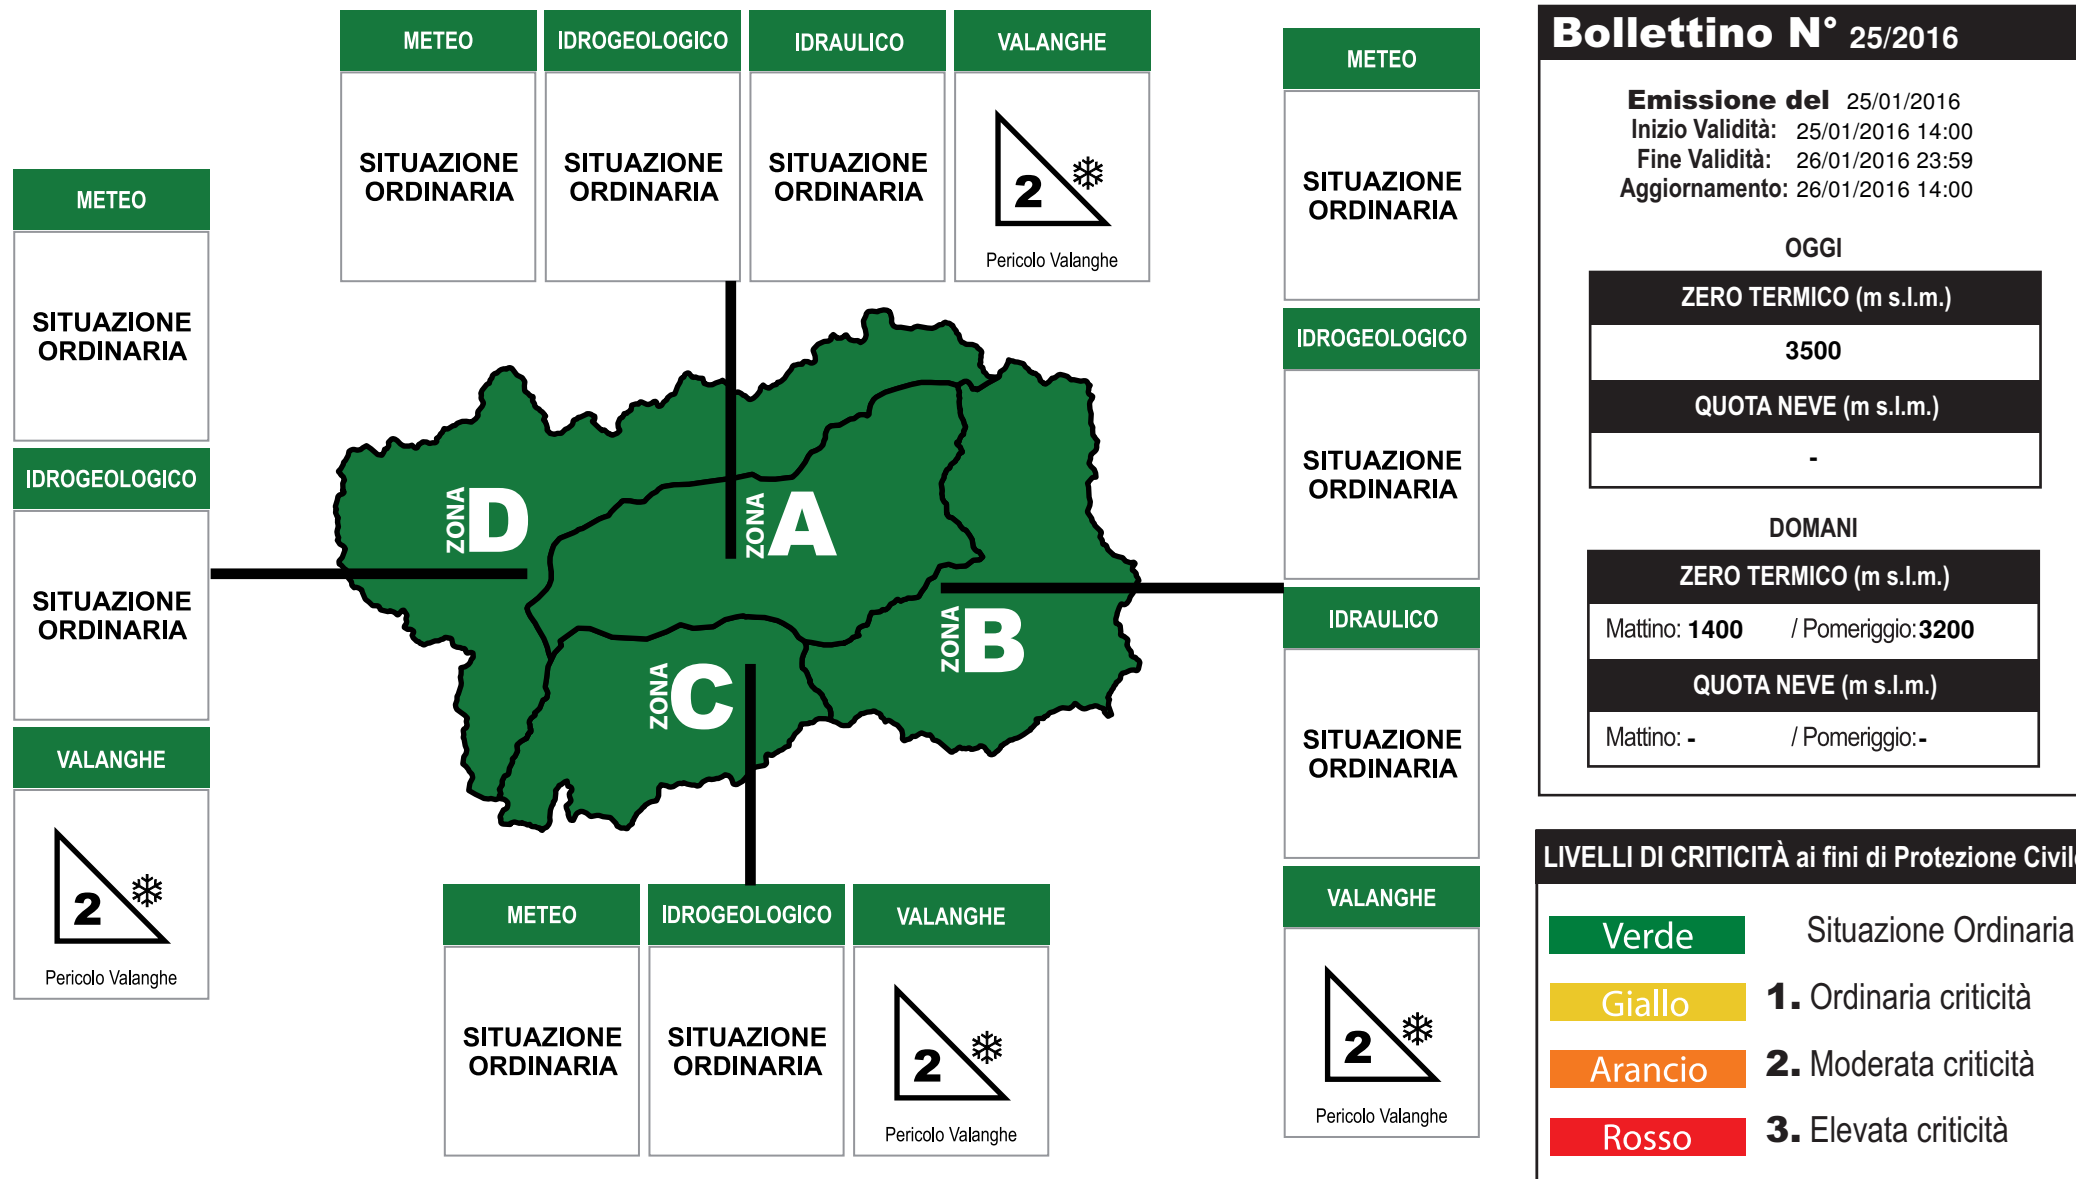 METEO
IDROGEOLOGICO
IDRAULICO
VALANGHE
SITUAZIONE
ORDINARIA
SITUAZIONE
ORDINARIA
SITUAZIONE
ORDINARIA
2
Pericolo Valanghe
METEO
SITUAZIONE
ORDINARIA
IDROGEOLOGICO
SITUAZIONE
ORDINARIA
VALANGHE
2
Pericolo Valanghe
ZONA D
ZONA A
ZONA B
ZONA C
METEO
IDROGEOLOGICO
VALANGHE
SITUAZIONE
ORDINARIA
SITUAZIONE
ORDINARIA
2
Pericolo Valanghe
METEO
SITUAZIONE
ORDINARIA
IDROGEOLOGICO
SITUAZIONE
ORDINARIA
IDRAULICO
SITUAZIONE
ORDINARIA
VALANGHE
2
Pericolo Valanghe
Bollettino N° 25/2016
Emissione del 25/01/2016
Inizio Validità: 25/01/2016 14:00
Fine Validità: 26/01/2016 23:59
Aggiornamento: 26/01/2016 14:00
OGGI
ZERO TERMICO (m s.l.m.)
3500
QUOTA NEVE (m s.l.m.)
-
DOMANI
ZERO TERMICO (m s.l.m.)
Mattino: 1400 / Pomeriggio: 3200
QUOTA NEVE (m s.l.m.)
Mattino: - / Pomeriggio: -
LIVELLI DI CRITICITÀ ai fini di Protezione Civile
Verde Situazione Ordinaria
Giallo 1. Ordinaria criticità
Arancio 2. Moderata criticità
Rosso 3. Elevata criticità